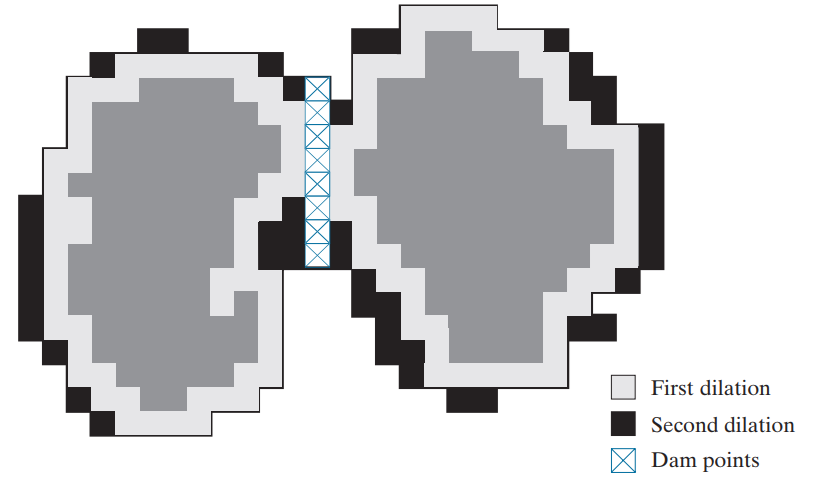 First dilation
Second dilation
Dam points